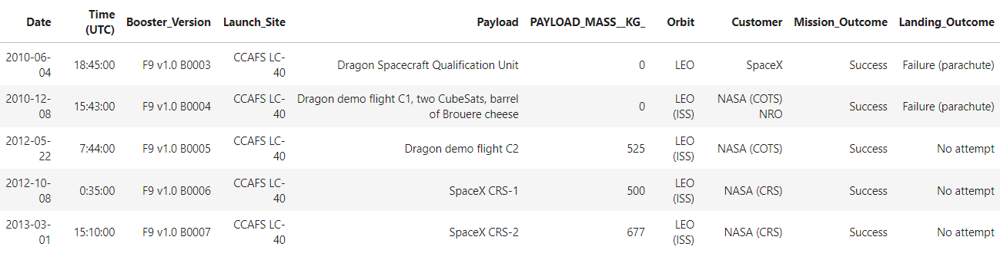 Date Time (UTC) Booster_Version Launch_Site Payload PAYLOAD_MASS__KG_ Orbit Customer Mission_Outcome Landing_Outcome
2010-06-04 18:45:00 F9 v1.0 B0003 CCAFS LC-40 Dragon Spacecraft Qualification Unit 0 LEO SpaceX Success Failure (parachute)
2010-12-08 15:43:00 F9 v1.0 B0004 CCAFS LC-40 Dragon demo flight C1, two CubeSats, barrel of Brouere cheese 0 LEO (ISS) NASA (COTS) NRO Success Failure (parachute)
2012-05-22 7:44:00 F9 v1.0 B0005 CCAFS LC-40 Dragon demo flight C2 525 LEO (ISS) NASA (COTS) Success No attempt
2012-10-08 0:35:00 F9 v1.0 B0006 CCAFS LC-40 SpaceX CRS-1 500 LEO (ISS) NASA (CRS) Success No attempt
2013-03-01 15:10:00 F9 v1.0 B0007 CCAFS LC-40 SpaceX CRS-2 677 LEO (ISS) NASA (CRS) Success No attempt